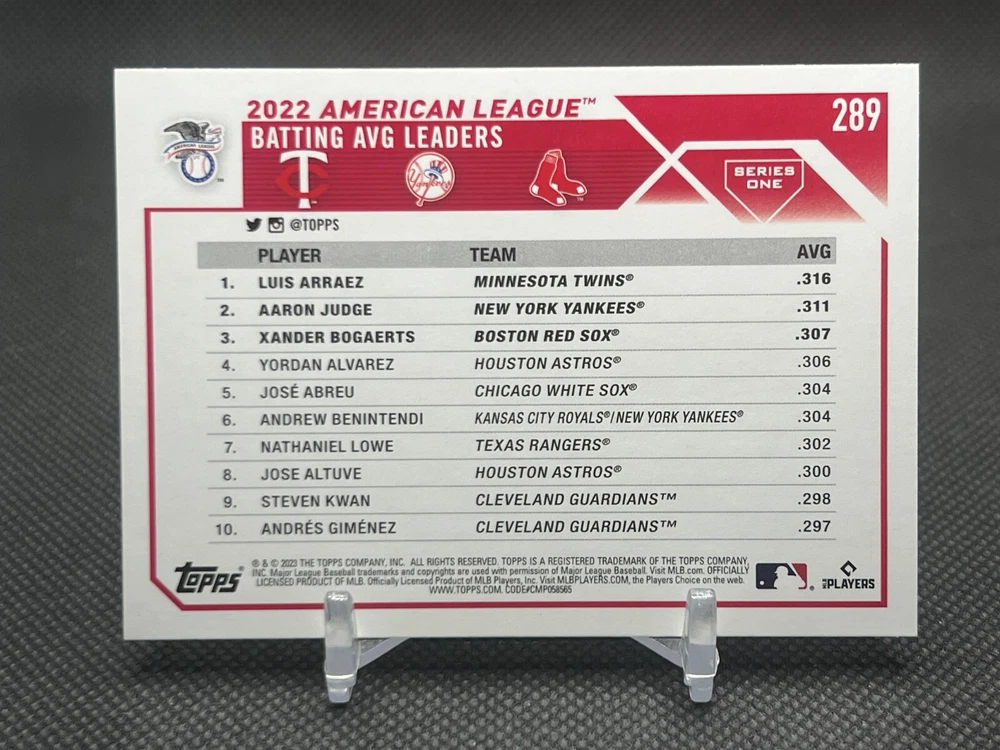 2022 AMERICAN LEAGUE™
289
BATTING AVG LEADERS
SERIES
ONE
@TOPPS
PLAYER TEAM AVG
1. LUIS ARRAEZ MINNESOTA TWINS® .316
2. AARON JUDGE NEW YORK YANKEES® .311
3. XANDER BOGAERTS BOSTON RED SOX® .307
4. YORDAN ALVAREZ HOUSTON ASTROS® .306
5. JOSÉ ABREU CHICAGO WHITE SOX® .304
6. ANDREW BENINTENDI KANSAS CITY ROYALS®/NEW YORK YANKEES® .304
7. NATHANIEL LOWE TEXAS RANGERS® .302
8. JOSE ALTUVE HOUSTON ASTROS® .300
9. STEVEN KWAN CLEVELAND GUARDIANS™ .298
10. ANDRÉS GIMÉNEZ CLEVELAND GUARDIANS™ .297
® & © 2023 THE TOPPS COMPANY, INC. ALL RIGHTS RESERVED. TOPPS IS A REGISTERED TRADEMARK OF THE TOPPS COMPANY,
INC. Major League Baseball trademarks and copyrights are used with permission of Major League Baseball. Visit MLB.com. OFFICIALLY
LICENSED PRODUCT OF MLB. Officially Licensed Product of MLB Players, Inc. Visit MLBPLAYERS.COM, the Players Choice on the web.
WWW.TOPPS.COM. CODE#CMP058565
TOPPS®
MLB PLAYERS